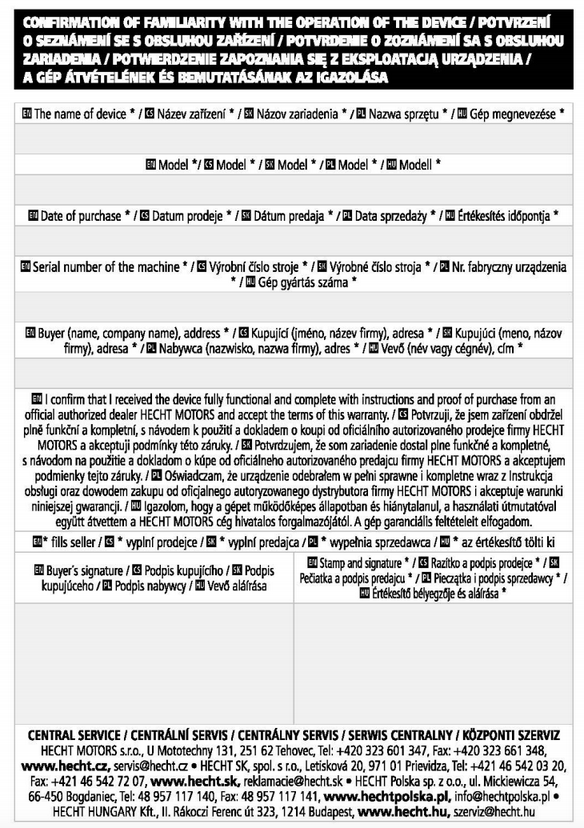 CONFIRMATION OF FAMILIARITY WITH THE OPERATION OF THE DEVICE / POTVRZENÍ
O SEZNÁMENÍ SE S OBSLUHOU ZAŘÍZENÍ / POTVRDENIE O ZOZNÁMENÍ SA S OBSLUHOU
ZARIADENIA / POTWIERDZENIE ZAPOZNANIA SIĘ Z EKSPLOATACJĄ URZĄDZENIA /
A GÉP ÁTVÉTELÉNEK ÉS BEMUTATÁSÁNAK AZ IGAZOLÁSA
EN The name of device * / CS Název zařízení * / SK Názov zariadenia * / PL Nazwa sprzętu * / HU Gép megnevezése *
EN Model */ CS Model * / SK Model * / PL Model * / HU Modell *
EN Date of purchase * / CS Datum prodeje * / SK Dátum predaja * / PL Data sprzedaży * / HU Értékesítés időpontja *
EN Serial number of the machine * / CS Výrobní číslo stroje * / SK Výrobné číslo stroja * / PL Nr. fabryczny urządzenia
* / HU Gép gyártás száma *
EN Buyer (name, company name), address * / CS Kupující (jméno, název firmy), adresa * / SK Kupujúci (meno, názov
firmy), adresa * / PL Nabywca (nazwisko, nazwa firmy), adres * / HU Vevő (név vagy cégnév), cím *
EN I confirm that I received the device fully functional and complete with instructions and proof of purchase from an
official authorized dealer HECHT MOTORS and accept the terms of this warranty. / CS Potvrzuji, že jsem zařízení obdržel
plně funkční a kompletní, s návodem k použití a dokladem o koupi od oficiálního autorizovaného prodejce firmy HECHT
MOTORS a akceptuji podmínky této záruky. / SK Potvrdzujem, že som zariadenie dostal plne funkčné a kompletné,
s návodom na použitie a dokladom o kúpe od oficiálneho autorizovaného predajcu firmy HECHT MOTORS a akceptujem
podmienky tejto záruky. / PL Oświadczam, że urządzenie odebrałem w pełni sprawne i kompletne wraz z Instrukcja
obsługi oraz dowodem zakupu od oficjalnego autoryzowanego dystrybutora firmy HECHT MOTORS i akceptuje warunki
niniejszej gwarancji. / HU Igazolom, hogy a gépet működőképes állapotban és hiánytalanul, a használati útmutatóval
együtt átvettem a HECHT MOTORS cég hivatalos forgalmazójától. A gép garanciális feltételeit elfogadom.
EN * fills seller / CS * vyplní prodejce / SK * vyplní predajca / PL * wypełnia sprzedawca / HU * az értékesítő tölti ki
EN Buyer's signature / CS Podpis kupujícího / SK Podpis
kupujúceho / PL Podpis nabywcy / HU Vevő aláírása
EN Stamp and signature * / CS Razítko a podpis prodejce * / SK
Pečiatka a podpis predajcu * / PL Pieczątka i podpis sprzedawcy * /
HU Értékesítő bélyegzője és aláírása *
CENTRAL SERVICE / CENTRÁLNÍ SERVIS / CENTRÁLNY SERVIS / SERWIS CENTRALNY / KÖZPONTI SZERVIZ
HECHT MOTORS s.r.o., U Mototechny 131, 251 62 Tehovec, Tel: +420 323 601 347, Fax: +420 323 661 348,
www.hecht.cz, servis@hecht.cz • HECHT SK, spol. s r.o., Letisková 20, 971 01 Prievidza, Tel: +421 46 542 03 20,
Fax: +421 46 542 72 07, www.hecht.sk, reklamacie@hecht.sk • HECHT Polska sp. z o.o., ul. Mickiewicza 54,
66-450 Bogdaniec, Tel: 48 957 117 140, Fax: 48 957 117 141, www.hechtpolska.pl, info@hechtpolska.pl •
HECHT HUNGARY Kft., II. Rákoczi Ferenc út 323, 1214 Budapest, www.hecht.hu, szerviz@hecht.hu